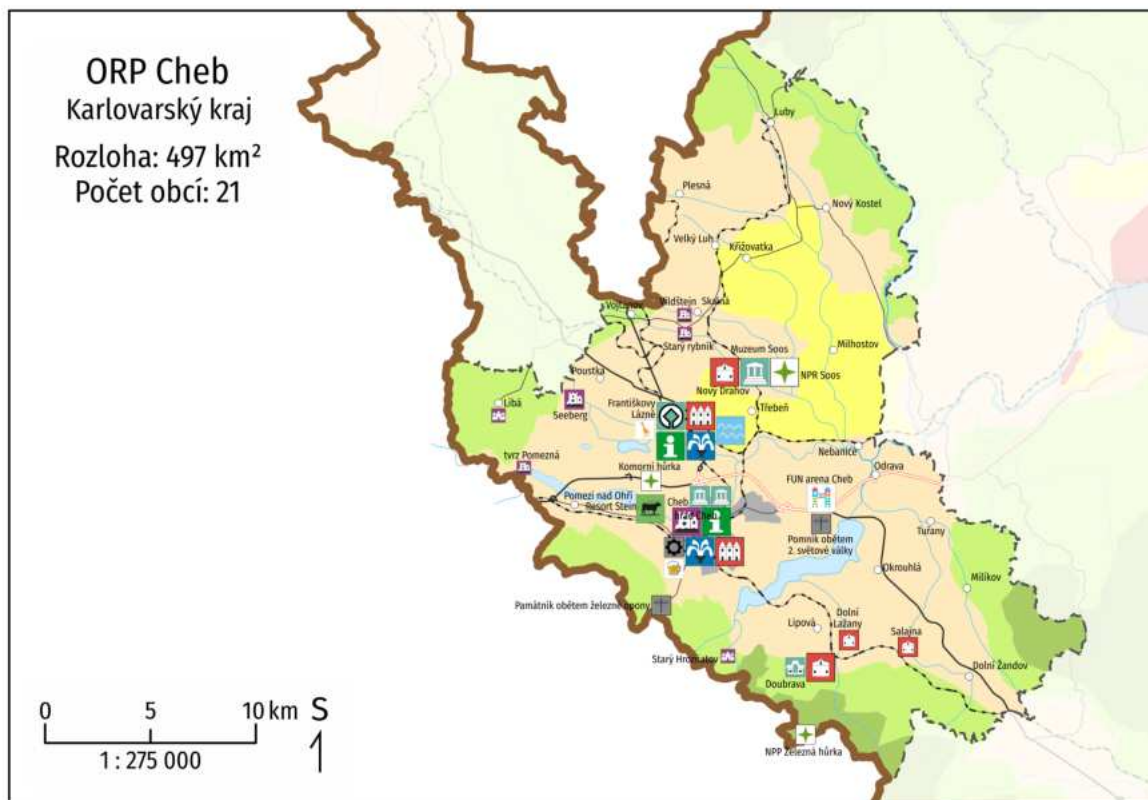 ORP Cheb
Karlovarský kraj
Rozloha: 497 km²
Počet obcí: 21
Luby
Plesná
Nový Kostel
Velký Luh
Křižovatka
Vojtanov
Vildštejn
Skalná
Starý rybník
Muzeum Soos
Milhostov
NPR Soos
Poustka
Nový Drahov
Libá
Seeberg
Františkovy
Lázně
Třebeň
Nebanice
tvrz Pomezná
Komorní hůrka
Odrava
FUN arena Cheb
Pomezí nad Ohří
Resort Stein
Cheb
Tuřany
Pomník obětem
2. světové války
Okrouhlá
Milíkov
Památník obětem železné opony
Lipová
Dolní
Lažany
Salajna
Starý Hrozňatov
Doubrava
Dolní Žandov
NPP Železná hůrka
0 5 10 km
S
1 : 275 000